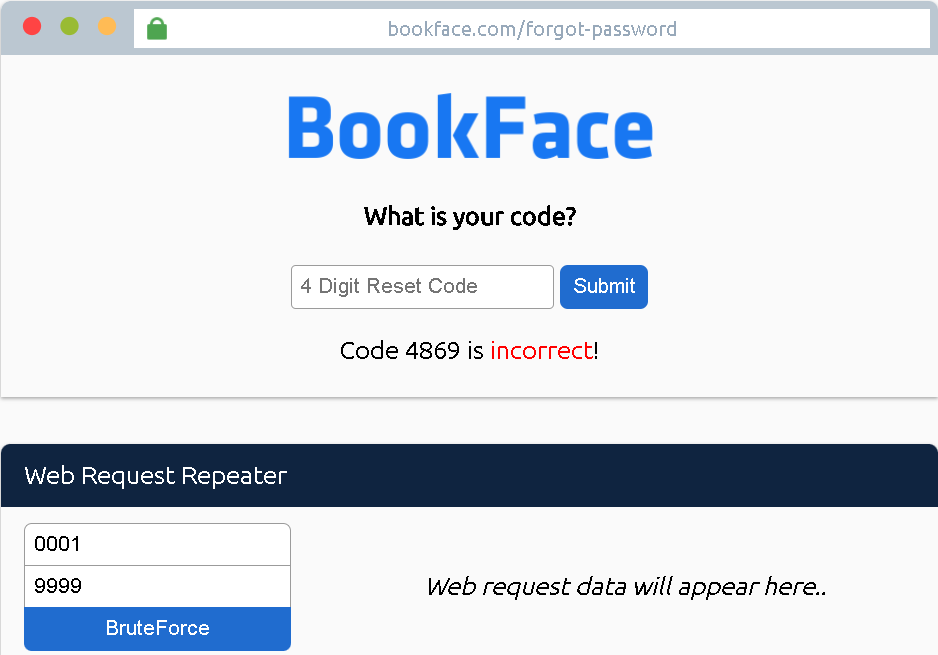 bookface.com/forgot-password
BookFace
What is your code?
4 Digit Reset Code
Submit
Code 4869 is incorrect!
Web Request Repeater
0001
9999
BruteForce
Web request data will appear here..